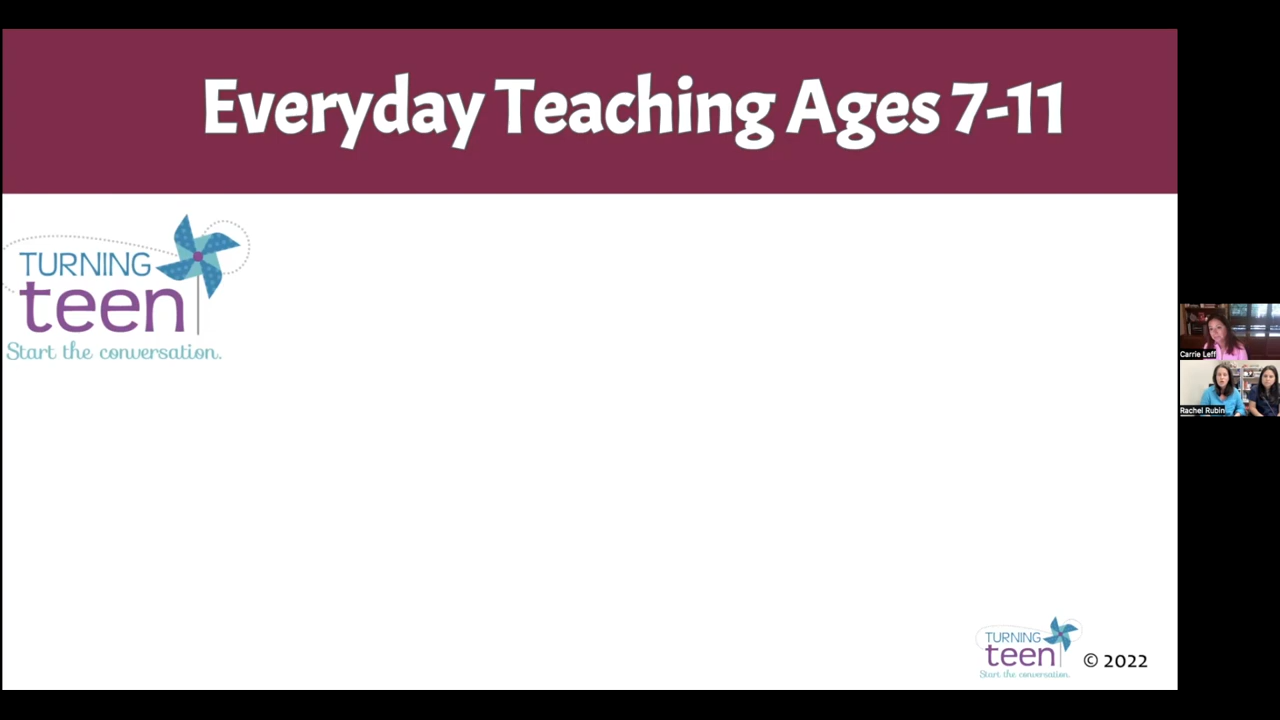 Everyday Teaching Ages 7-11
TURNING
teen
Start the conversation.
Carrie Leff
Rachel Rubin
TURNING
teen
Start the conversation.
© 2022